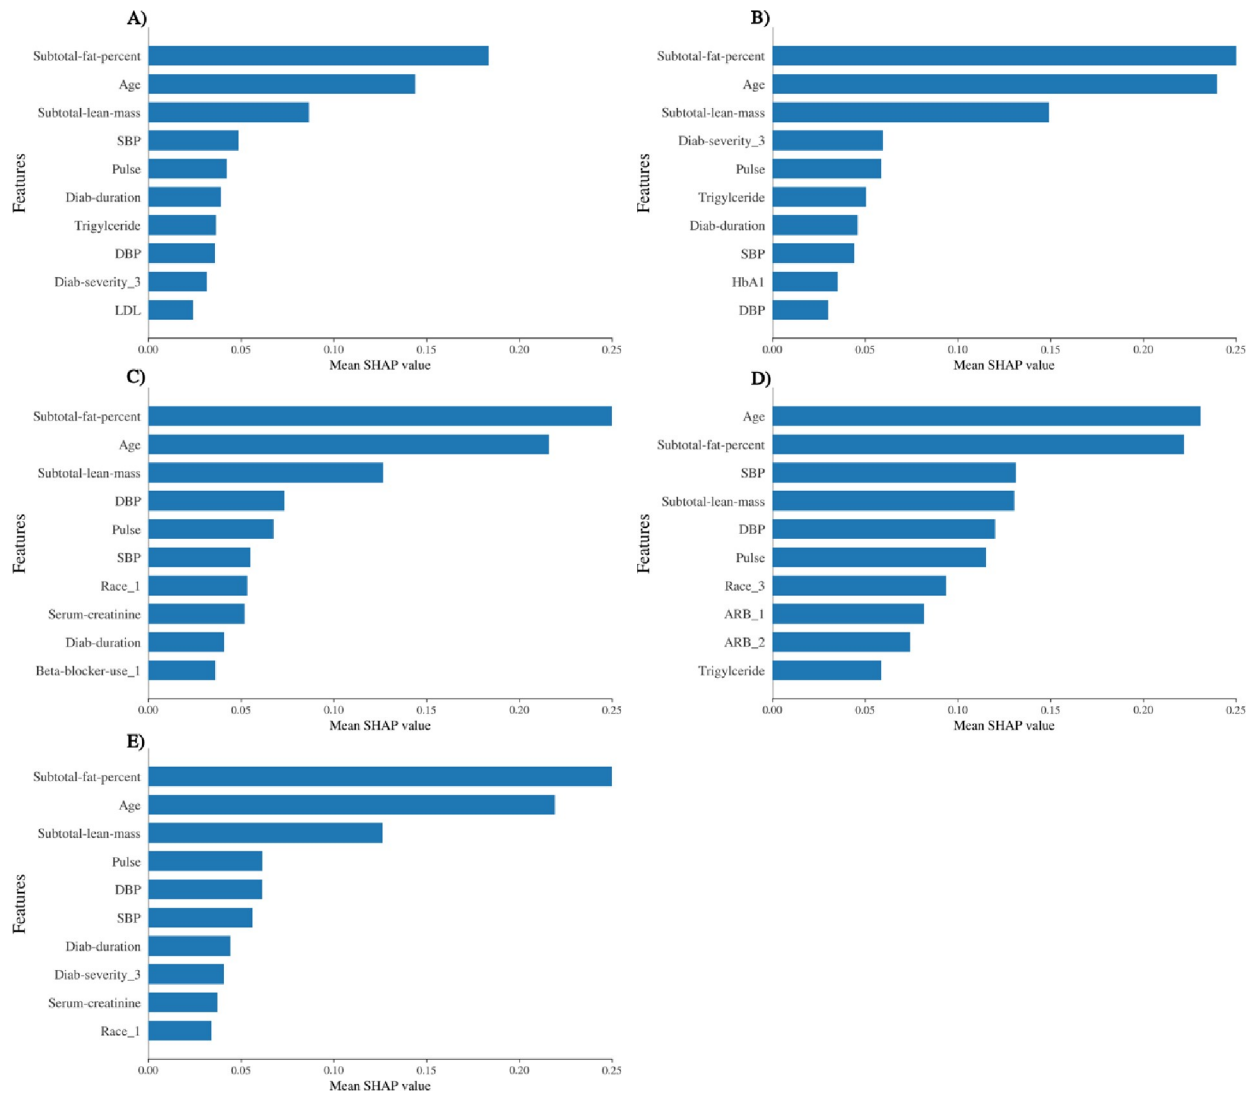 A)
Features
Subtotal-fat-percent
Age
Subtotal-lean-mass
SBP
Pulse
Diab-duration
Trigylceride
DBP
Diab-severity_3
LDL
0.00 0.05 0.10 0.15 0.20 0.25
Mean SHAP value
B)
Features
Subtotal-fat-percent
Age
Subtotal-lean-mass
Diab-severity_3
Pulse
Trigylceride
Diab-duration
SBP
HbA1
DBP
0.00 0.05 0.10 0.15 0.20 0.25
Mean SHAP value
C)
Features
Subtotal-fat-percent
Age
Subtotal-lean-mass
DBP
Pulse
SBP
Race_1
Serum-creatinine
Diab-duration
Beta-blocker-use_1
0.00 0.05 0.10 0.15 0.20 0.25
Mean SHAP value
D)
Features
Age
Subtotal-fat-percent
SBP
Subtotal-lean-mass
DBP
Pulse
Race_3
ARB_1
ARB_2
Trigylceride
0.00 0.05 0.10 0.15 0.20 0.25
Mean SHAP value
E)
Features
Subtotal-fat-percent
Age
Subtotal-lean-mass
Pulse
DBP
SBP
Diab-duration
Diab-severity_3
Serum-creatinine
Race_1
0.00 0.05 0.10 0.15 0.20 0.25
Mean SHAP value